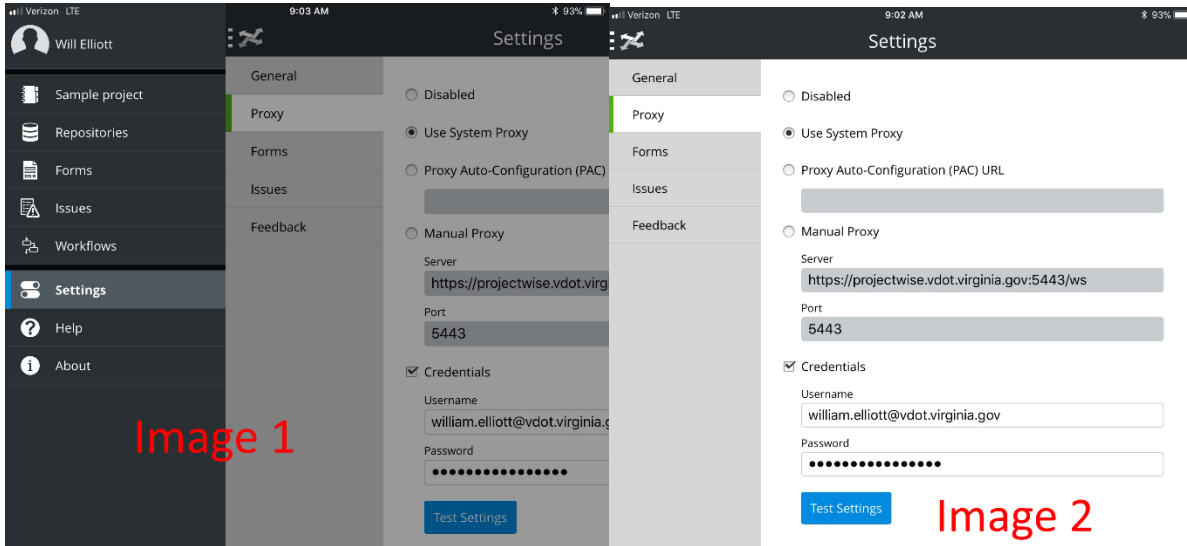 Verizon LTE
9:03 AM
93%
Will Elliott
Settings
Sample project
Repositories
Forms
Issues
Workflows
Settings
Help
About
General
Proxy
Forms
Issues
Feedback
Disabled
Use System Proxy
Proxy Auto-Configuration (PAC)
Manual Proxy
Server
https://projectwise.vdot.virg
Port
5443
Credentials
Username
william.elliott@vdot.virginia.g
Password
••••••••••••••••
Test Settings
Image 1
Verizon LTE
9:02 AM
93%
Settings
General
Proxy
Forms
Issues
Feedback
Disabled
Use System Proxy
Proxy Auto-Configuration (PAC) URL
Manual Proxy
Server
https://projectwise.vdot.virginia.gov:5443/ws
Port
5443
Credentials
Username
william.elliott@vdot.virginia.gov
Password
••••••••••••••••
Test Settings
Image 2